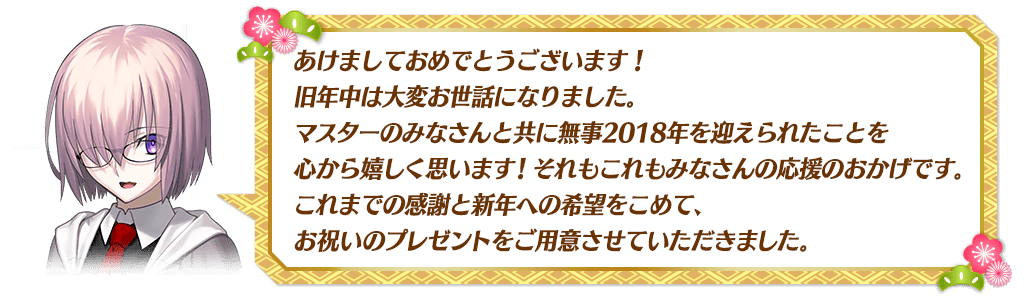 あけましておめでとうございます！
旧年中は大変お世話になりました。
マスターのみなさんと共に無事2018年を迎えられたことを
心から嬉しく思います！それもこれもみなさんの応援のおかげです。
これまでの感謝と新年への希望をこめて、
お祝いのプレゼントをご用意させていただきました。